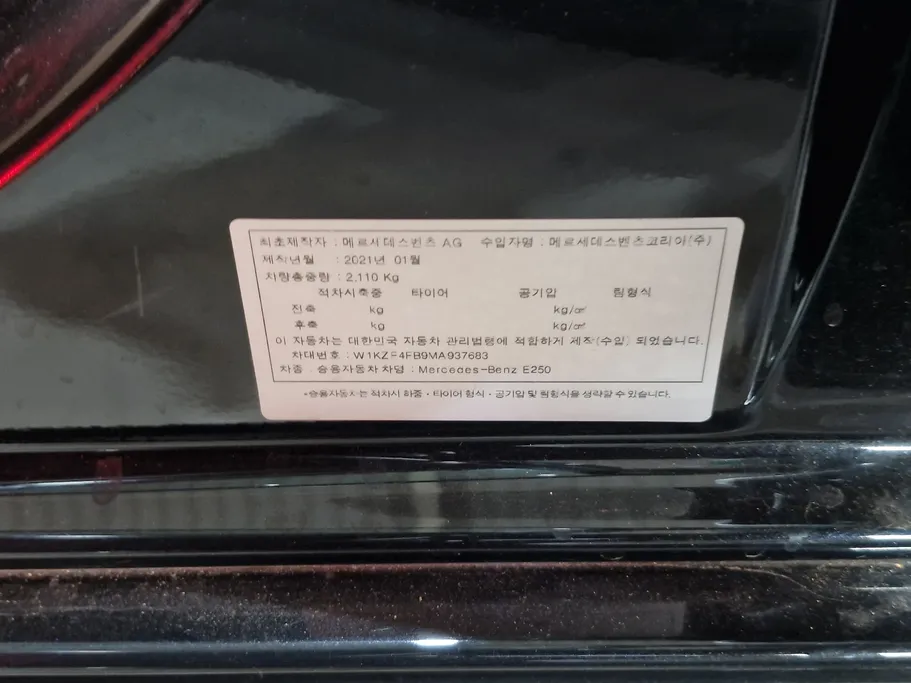 최초제작자 : 메르세데스벤츠 AG 수입자명 : 메르세데스벤츠코리아(주)
제작년월 : 2021년 01월
차량총중량 : 2,110 Kg
적차시축중 타이어 공기압 림형식
전축 kg kg/㎠
후축 kg kg/㎠
이 자동차는 대한민국 자동차 관리법령에 적합하게 제작(수입) 되었습니다.
차대번호 : W1KZF4FB9MA937683
차종 : 승용자동차 차명 : Mercedes-Benz E250
*승용자동차는 적차시 하중·타이어 형식·공기압 및 림형식을 생략할 수 있습니다.